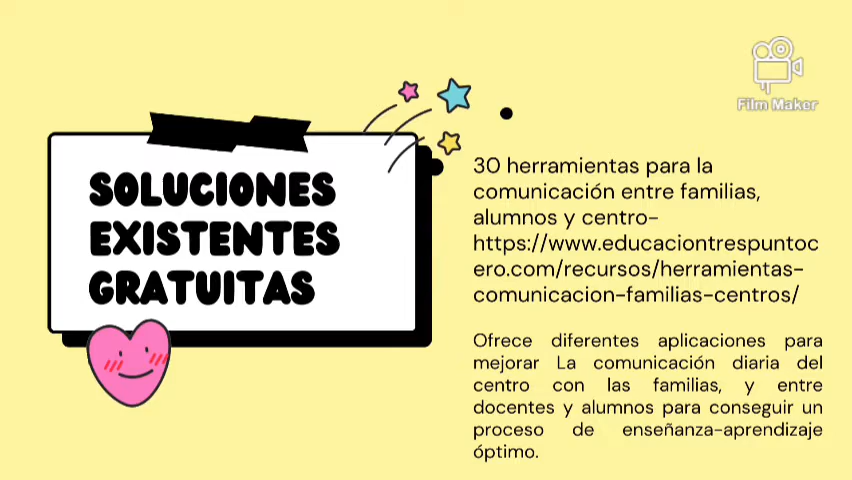 Film Maker
SOLUCIONES
EXISTENTES
GRATUITAS
30 herramientas para la
comunicación entre familias,
alumnos y centro-
https://www.educaciontrespuntoc
ero.com/recursos/herramientas-
comunicacion-familias-centros/
Ofrece diferentes aplicaciones para
mejorar La comunicación diaria del
centro con las familias, y entre
docentes y alumnos para conseguir un
proceso de enseñanza-aprendizaje
óptimo.